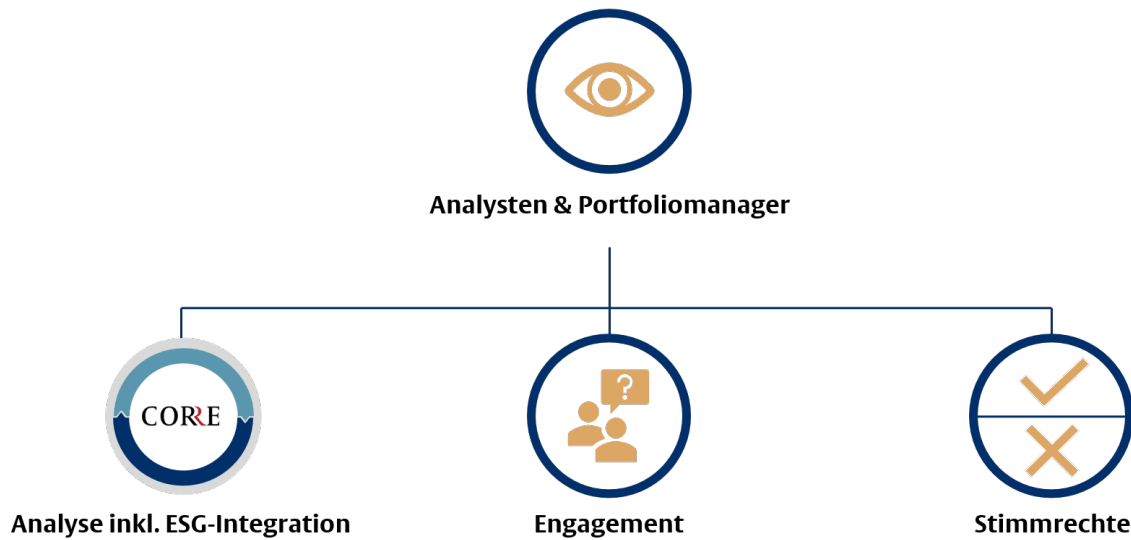 Analysten & Portfoliomanager
CORRE
?
Analyse inkl. ESG-Integration
Engagement
Stimmrechte